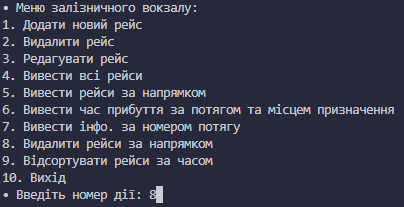 • Меню залізничного вокзалу:
1. Додати новий рейс
2. Видалити рейс
3. Редагувати рейс
4. Вивести всі рейси
5. Вивести рейси за напрямком
6. Вивести час прибуття за потягом та місцем призначення
7. Вивести інфо. за номером потягу
8. Видалити рейси за напрямком
9. Відсортувати рейси за часом
10. Вихід
• Введіть номер дії: 8